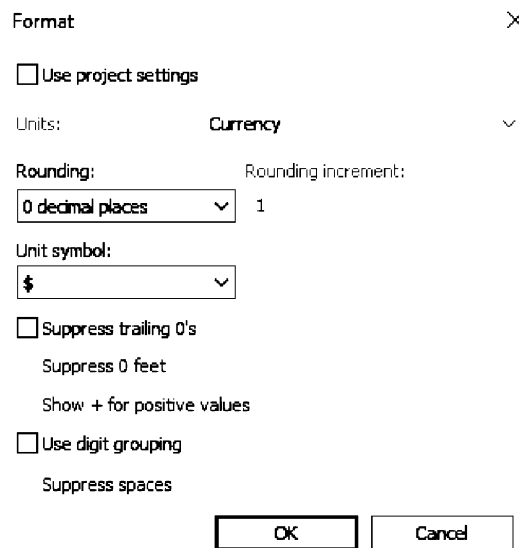 Format
Use project settings
Units: Currency
Rounding: Rounding increment:
0 decimal places 1
Unit symbol:
$
Suppress trailing 0's
Suppress 0 feet
Show + for positive values
Use digit grouping
Suppress spaces
OK Cancel